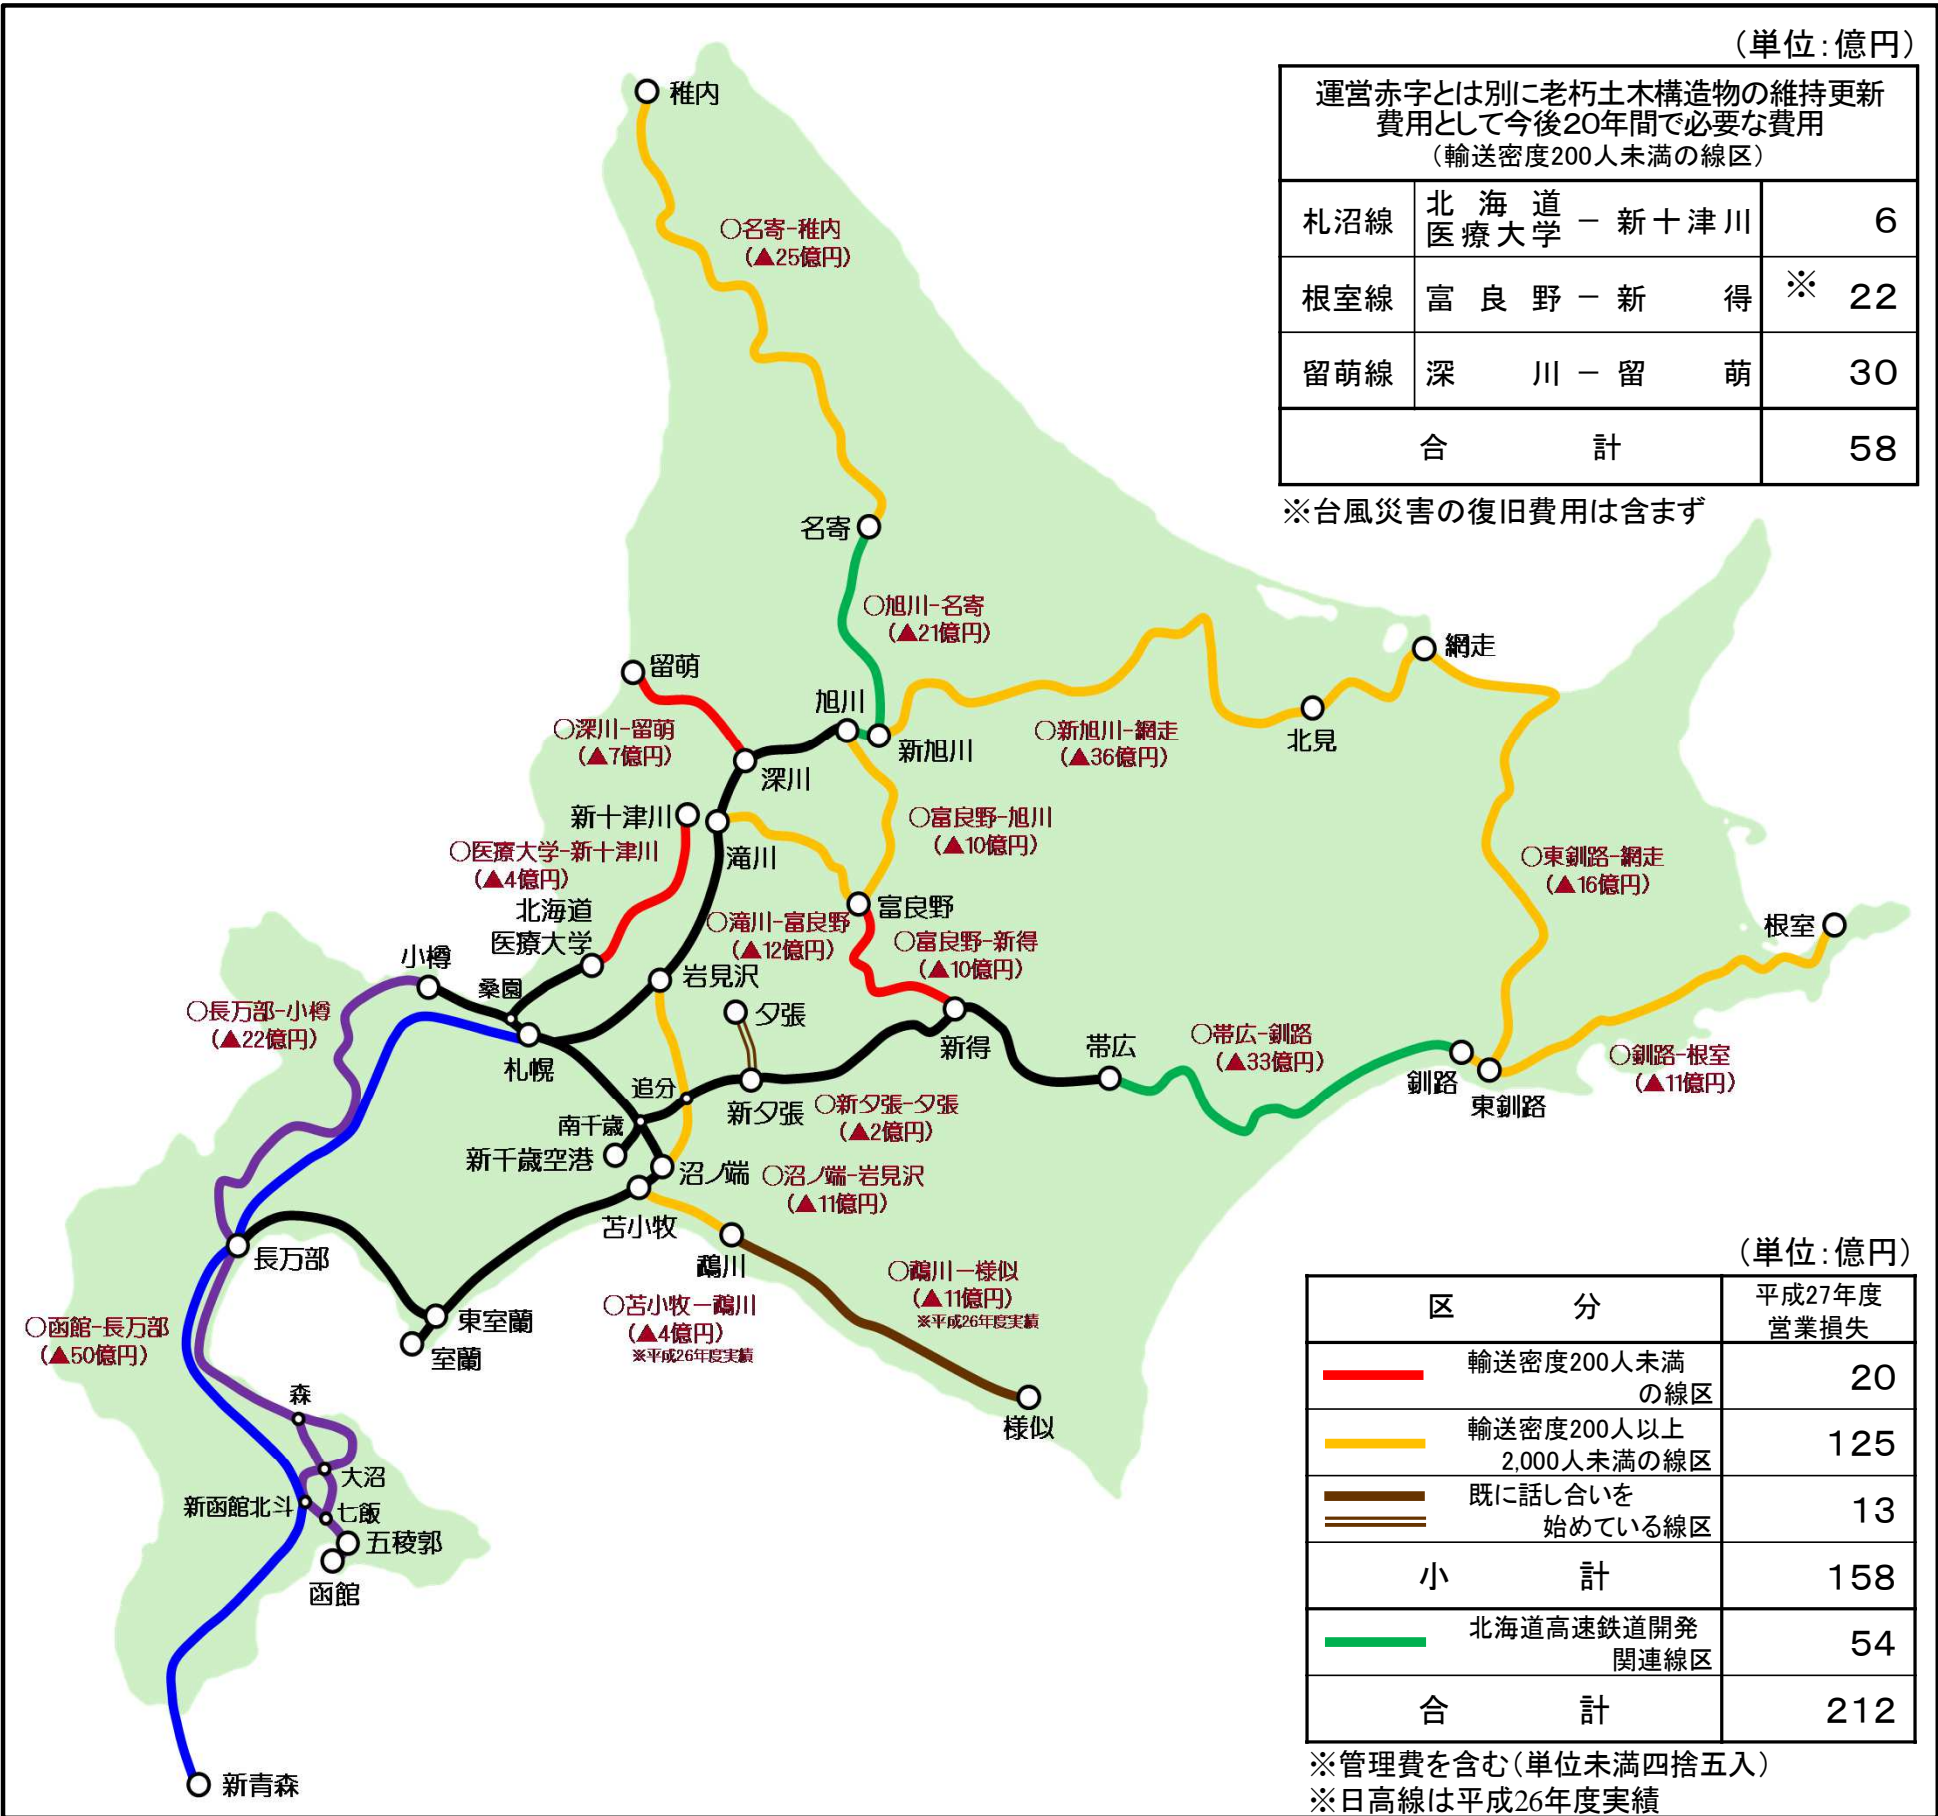 (単位:億円)
運営赤字とは別に老朽土木構造物の維持更新
費用として今後20年間で必要な費用
(輸送密度200人未満の線区)
札沼線 北海道医療大学 － 新十津川 6
根室線 富良野 － 新得 ※ 22
留萌線 深川 － 留萌 30
合計 58
※台風災害の復旧費用は含まず
稚内
○名寄-稚内
(▲25億円)
名寄
○旭川-名寄
(▲21億円)
留萌
○深川-留萌
(▲7億円)
旭川
新旭川
深川
○新旭川-網走
(▲36億円)
網走
北見
新十津川
滝川
○医療大学-新十津川
(▲4億円)
○富良野-旭川
(▲10億円)
○東釧路-網走
(▲16億円)
北海道
医療大学
○滝川-富良野
(▲12億円)
富良野
○富良野-新得
(▲10億円)
根室
小樽
桑園
岩見沢
夕張
○長万部-小樽
(▲22億円)
札幌
新得
帯広
○帯広-釧路
(▲33億円)
釧路
東釧路
○釧路-根室
(▲11億円)
追分
新夕張
○新夕張-夕張
(▲2億円)
南千歳
新千歳空港
沼ノ端
○沼ノ端-岩見沢
(▲11億円)
苫小牧
鵡川
長万部
○苫小牧－鵡川
(▲4億円)
※平成26年度実績
○鵡川－様似
(▲11億円)
※平成26年度実績
様似
東室蘭
室蘭
○函館-長万部
(▲50億円)
森
大沼
新函館北斗
七飯
五稜郭
函館
新青森
(単位:億円)
区分 平成27年度
営業損失
輸送密度200人未満
の線区 20
輸送密度200人以上
2,000人未満の線区 125
既に話し合いを
始めている線区 13
小計 158
北海道高速鉄道開発
関連線区 54
合計 212
※管理費を含む(単位未満四捨五入)
※日高線は平成26年度実績